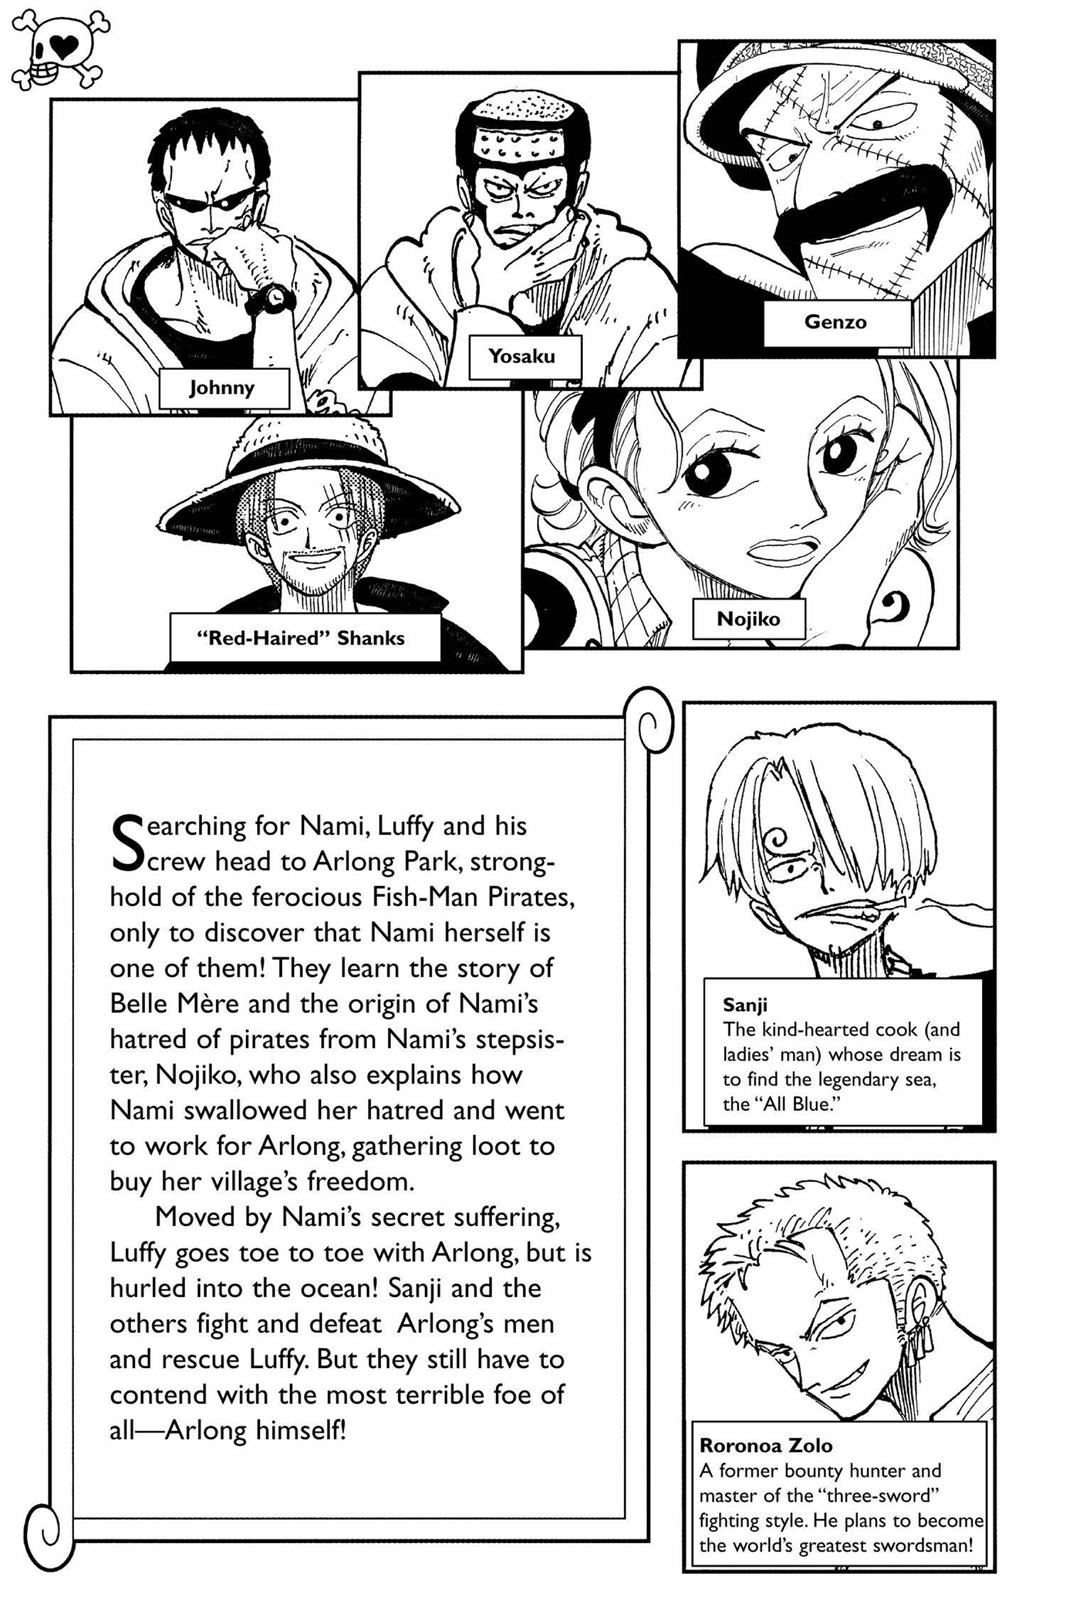 Johnny
Yosaku
Genzo
"Red-Haired" Shanks
Nojiko
Searching for Nami, Luffy and his
crew head to Arlong Park, strong-
hold of the ferocious Fish-Man Pirates,
only to discover that Nami herself is
one of them! They learn the story of
Belle Mère and the origin of Nami's
hatred of pirates from Nami's stepsis-
ter, Nojiko, who also explains how
Nami swallowed her hatred and went
to work for Arlong, gathering loot to
buy her village's freedom.
Moved by Nami's secret suffering,
Luffy goes toe to toe with Arlong, but is
hurled into the ocean! Sanji and the
others fight and defeat Arlong's men
and rescue Luffy. But they still have to
contend with the most terrible foe of
all—Arlong himself!
Sanji
The kind-hearted cook (and
ladies' man) whose dream is
to find the legendary sea,
the "All Blue."
Roronoa Zolo
A former bounty hunter and
master of the "three-sword"
fighting style. He plans to become
the world's greatest swordsman!